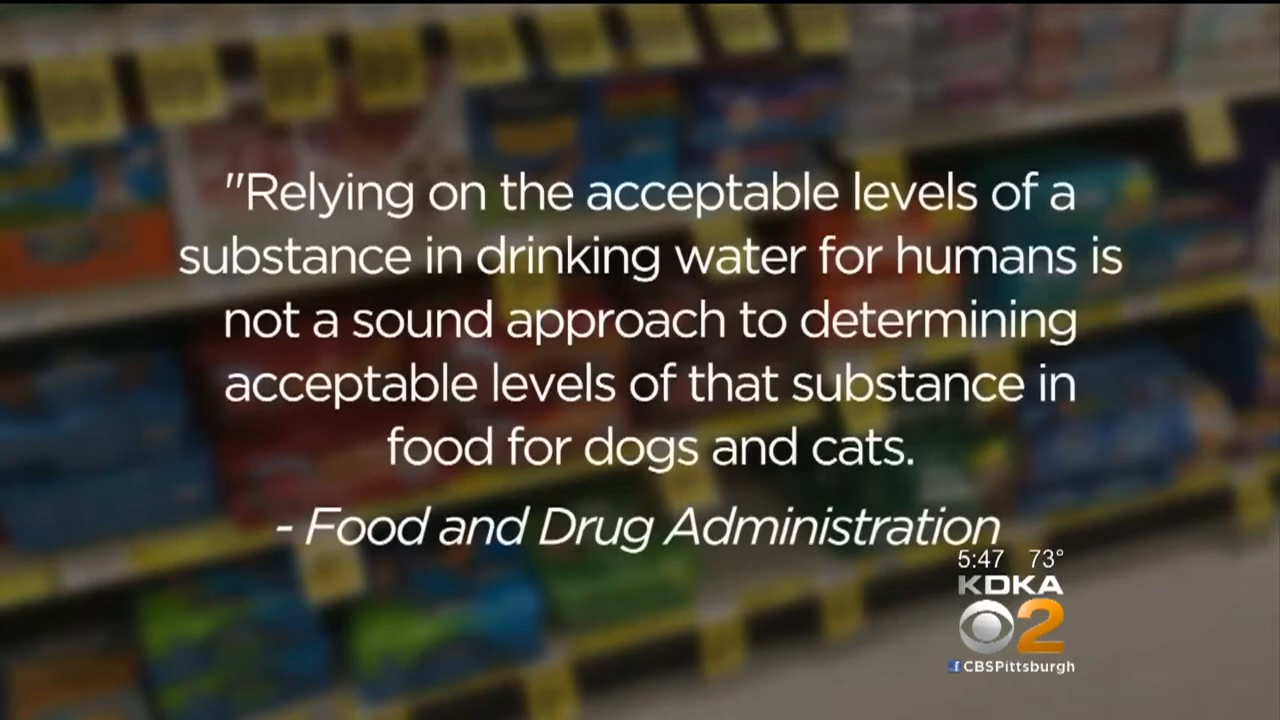 "Relying on the acceptable levels of a
substance in drinking water for humans is
not a sound approach to determining
acceptable levels of that substance in
food for dogs and cats.
- Food and Drug Administration
5:47 73°
KDKA
2
f CBSPittsburgh